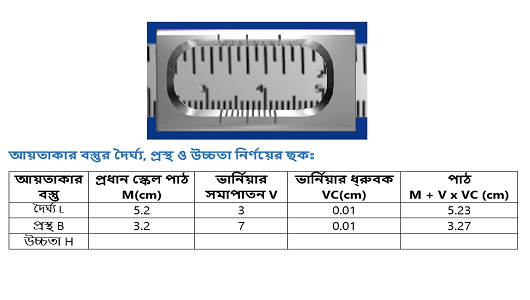 3 4 5
আয়তাকার বস্তুর দৈর্ঘ্য, প্রস্থ ও উচ্চতা নির্ণয়ের ছকঃ
আয়তাকার বস্তু | প্রধান স্কেল পাঠ M(cm) | ভার্নিয়ার সমাপাতন V | ভার্নিয়ার ধ্রুবক VC(cm) | পাঠ M + V x VC (cm)
দৈর্ঘ্য L | 5.2 | 3 | 0.01 | 5.23
প্রস্থ B | 3.2 | 7 | 0.01 | 3.27
উচ্চতা H